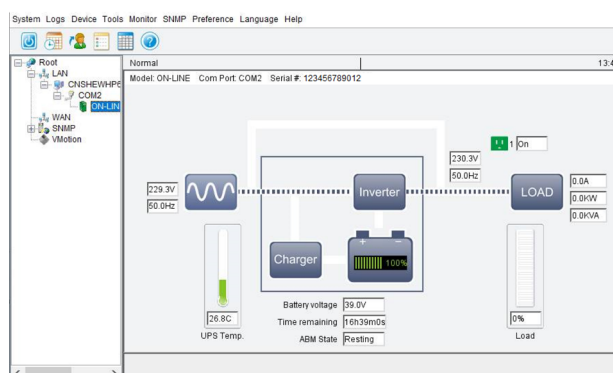 System Logs Device Tools Monitor SNMP Preference Language Help
Root
LAN
CNSHEWHP6
COM2
ON-LIN
WAN
SNMP
VMotion
Normal
13:4
Model: ON-LINE Com Port: COM2 Serial #: 123456789012
1 On
230.3V
50.0Hz
229.3V
50.0Hz
Inverter
LOAD
0.0A
0.0KW
0.0KVA
Charger
+ −
100%
26.8C
UPS Temp.
Battery voltage 39.0V
Time remaining 16h39m0s
ABM State Resting
0%
Load